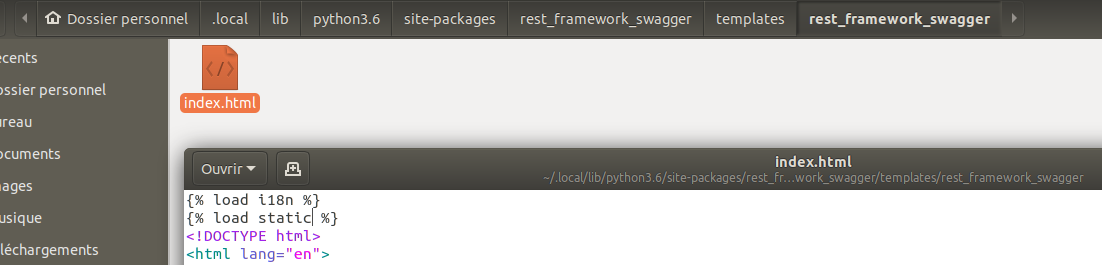 Dossier personnel .local lib python3.6 site-packages rest_framework_swagger templates rest_framework_swagger
écents
ossier personnel
ureau
ocuments
nages
usique
léchargements
index.html
Ouvrir
index.html
~/.local/lib/python3.6/site-packages/rest_fr…work_swagger/templates/rest_framework_swagger
{% load i18n %}
{% load static %}
<!DOCTYPE html>
<html lang="en">